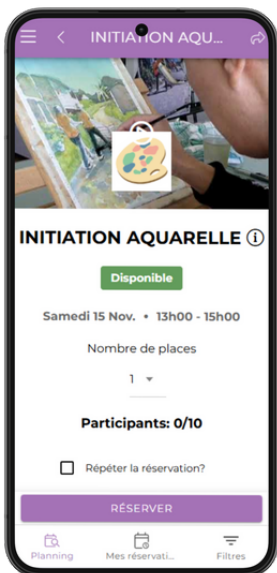 INITIATION AQU...
INITIATION AQUARELLE
Disponible
Samedi 15 Nov. • 13h00 - 15h00
Nombre de places
1
Participants: 0/10
Répéter la réservation?
RÉSERVER
Planning
Mes réservati...
Filtres